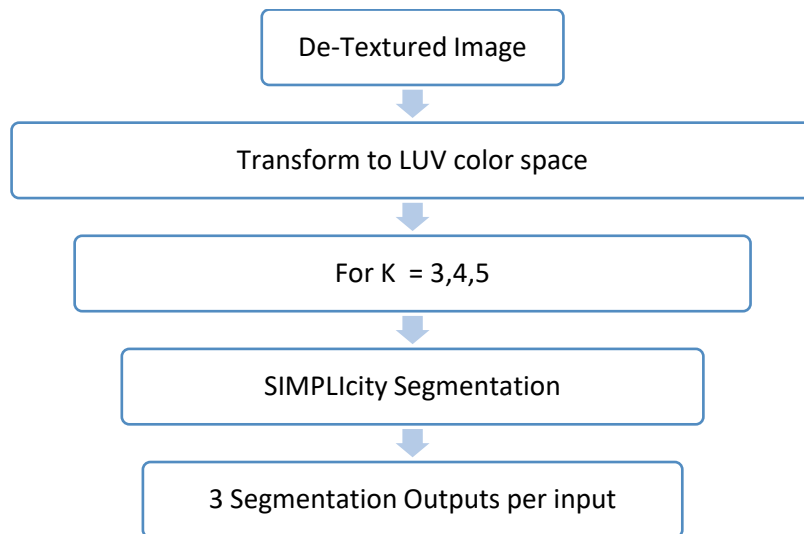 De-Textured Image
Transform to LUV color space
For K = 3,4,5
SIMPLIcity Segmentation
3 Segmentation Outputs per input